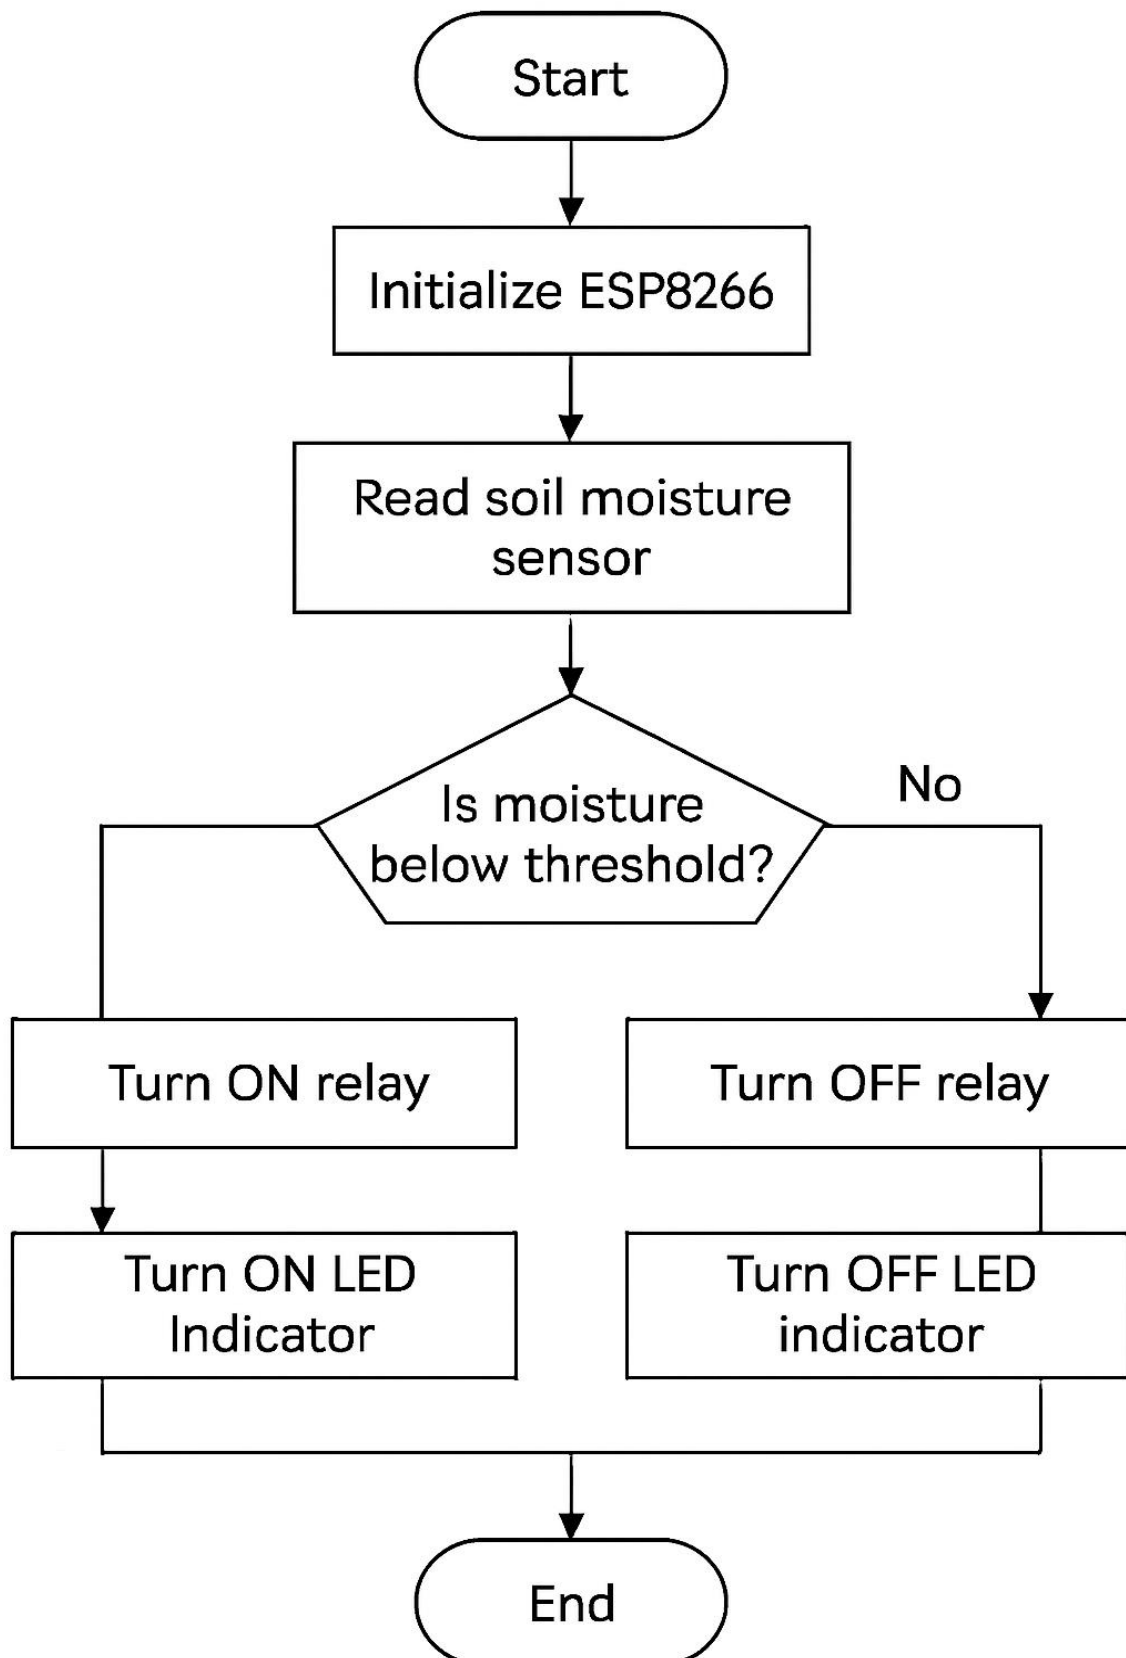 Start
Initialize ESP8266
Read soil moisture
sensor
Is moisture
below threshold?
No
Turn ON relay
Turn OFF relay
Turn ON LED
Indicator
Turn OFF LED
indicator
End